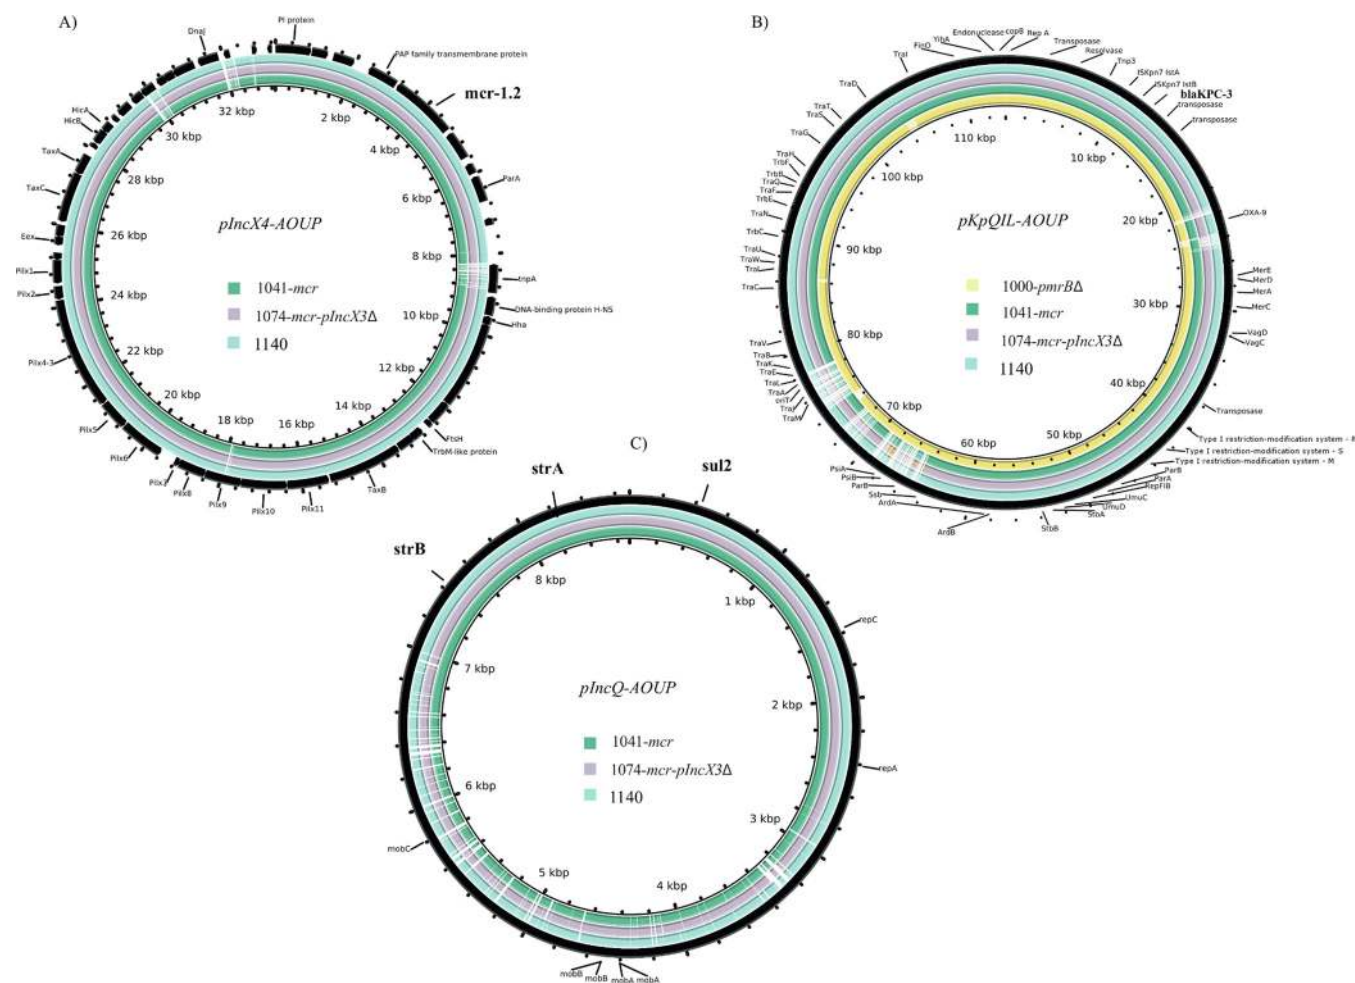 A)
PI protein
DnaJ
PAP family transmembrane protein
mcr-1.2
HicA
HicB
TaxA
TaxC
Eex
Pilx1
Pilx2
Pilx4-3
Pilx5
Pilx6
Pilx7
Pilx8
Pilx9
Pilx10
Pilx11
TaxB
TrbM-like protein
FtsH
Hha
DNA-binding protein H-NS
tnpA
ParA
32 kbp
2 kbp
4 kbp
6 kbp
8 kbp
10 kbp
12 kbp
14 kbp
16 kbp
18 kbp
20 kbp
22 kbp
24 kbp
26 kbp
28 kbp
30 kbp
pIncX4-AOUP
1041-mcr
1074-mcr-pIncX3Δ
1140
B)
Endonuclease
copB
Rep A
Transposase
Resolvase
Tnp3
ISKpn7 IstA
ISKpn7 IstB
blaKPC-3
transposase
transposase
OXA-9
MerE
MerD
MerA
MerC
VagD
VagC
Transposase
Type I restriction-modification system - R
Type I restriction-modification system - S
Type I restriction-modification system - M
ParB
ParA
RepFIB
UmuC
UmuD
StbA
StbB
ArdB
ArdA
Ssb
ParB
PsiB
PsiA
TraM
TraJ
oriT
TraA
TraL
TraE
TraK
TraB
TraV
TraC
TraL
TraW
TraU
TrbC
TraN
TrbE
TraF
TraQ
TrbB
TrbF
TraH
TraG
TraS
TraT
TraD
TraI
FinO
YibA
110 kbp
10 kbp
20 kbp
30 kbp
40 kbp
50 kbp
60 kbp
70 kbp
80 kbp
90 kbp
100 kbp
pKpQIL-AOUP
1000-pmrBΔ
1041-mcr
1074-mcr-pIncX3Δ
1140
C)
strA
sul2
strB
repC
repA
mobC
mobB
mobB
mobA
mobA
8 kbp
1 kbp
2 kbp
3 kbp
4 kbp
5 kbp
6 kbp
7 kbp
pIncQ-AOUP
1041-mcr
1074-mcr-pIncX3Δ
1140